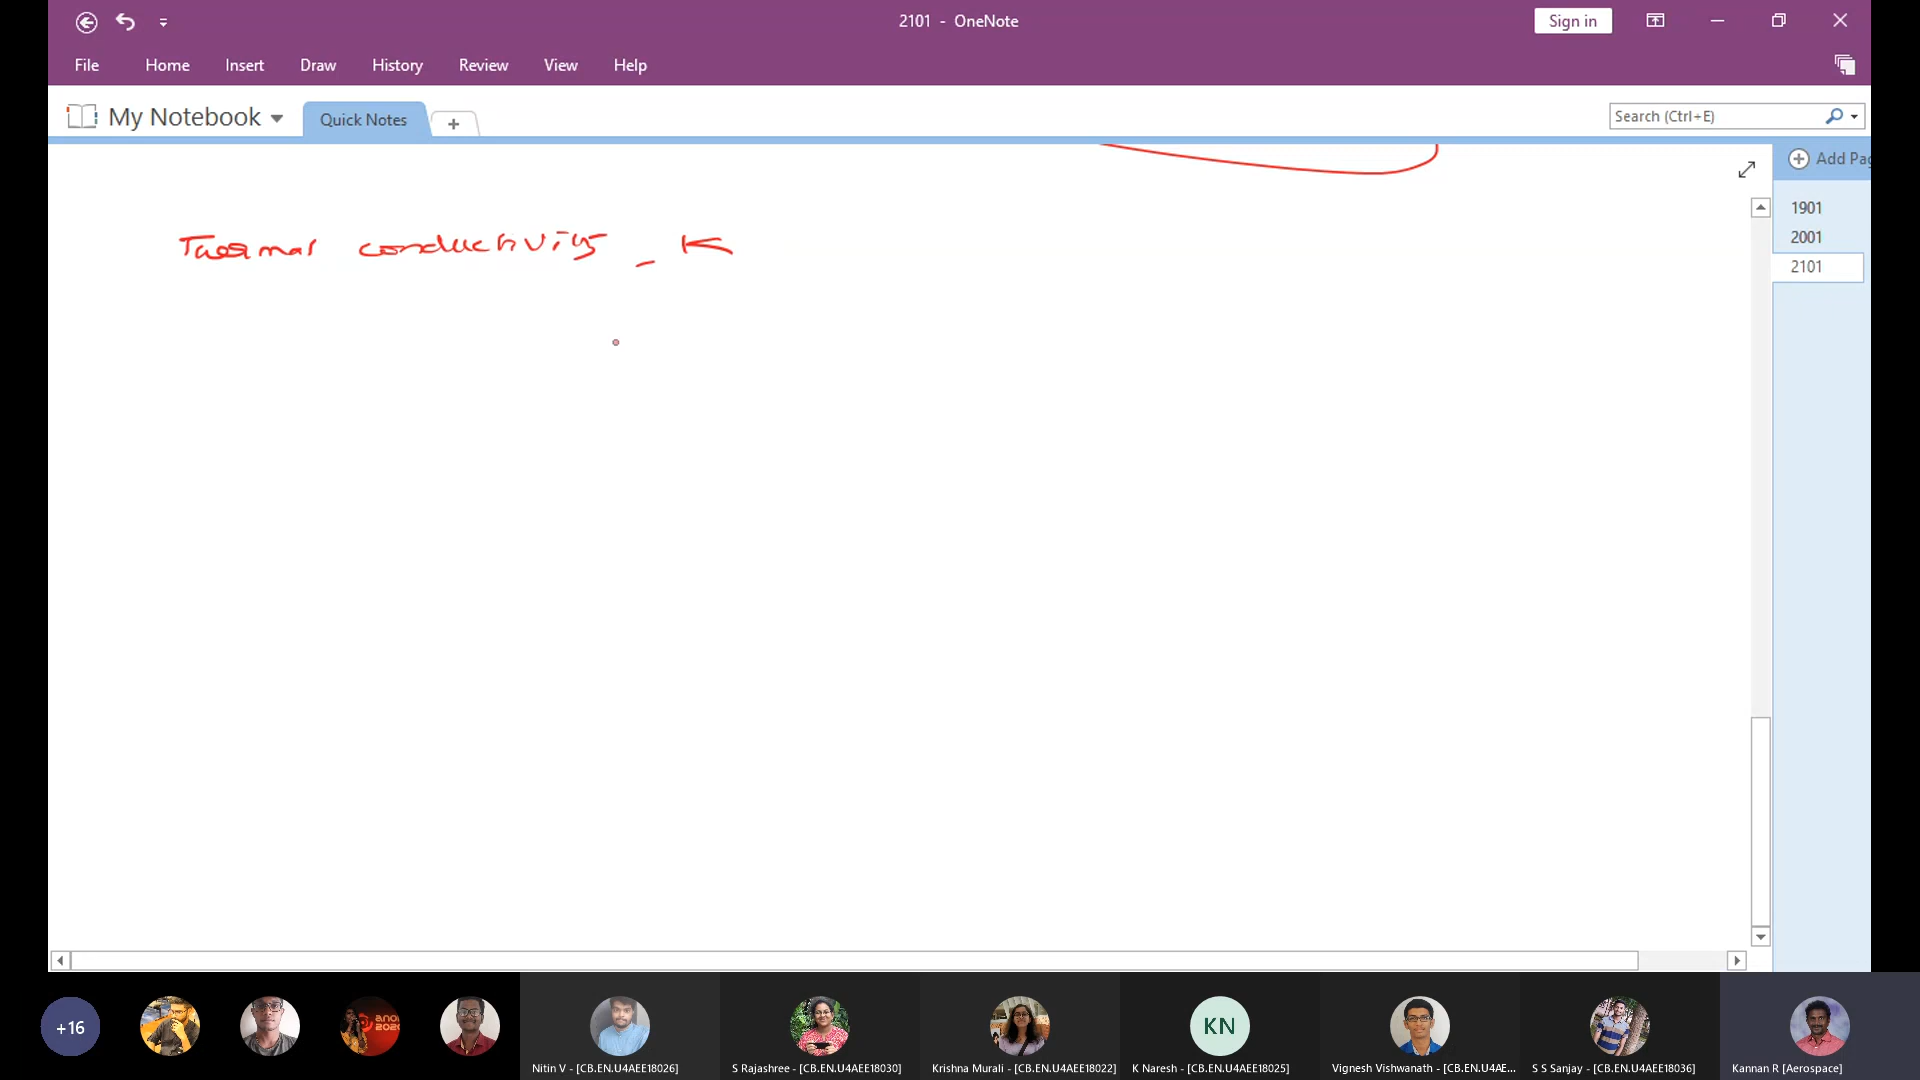 2101 - OneNote
Sign in
File Home Insert Draw History Review View Help
My Notebook
Quick Notes
+
Search (Ctrl+E)
Add Pag
1901
2001
2101
Thermal conductivity - K
+16
KN
Nitin V - [CB.EN.U4AEE18026]
S Rajashree - [CB.EN.U4AEE18030]
Krishna Murali - [CB.EN.U4AEE18022]
K Naresh - [CB.EN.U4AEE18025]
Vignesh Vishwanath - [CB.EN.U4AE...
S S Sanjay - [CB.EN.U4AEE18036]
Kannan R [Aerospace]